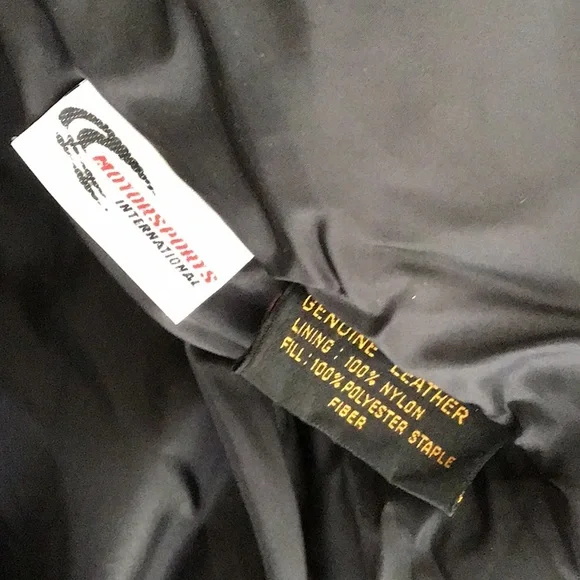 MOTORSPORTS
INTERNATIONAL
GENUINE LEATHER
LINING : 100% NYLON
FILL : 100% POLYESTER STAPLE
FIBER